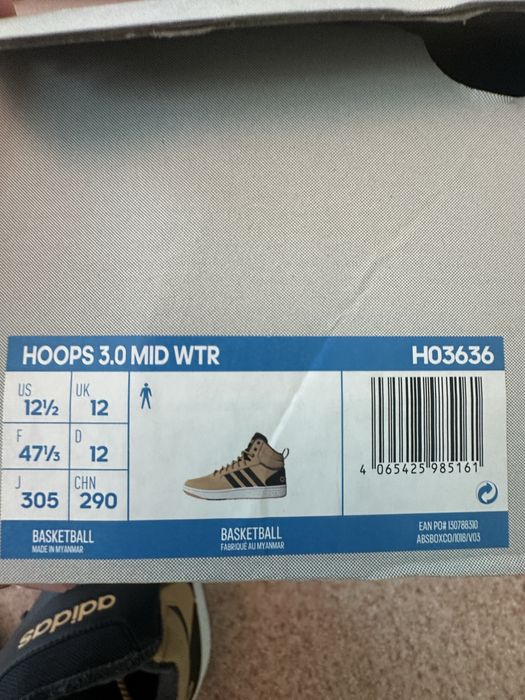 HOOPS 3.0 MID WTR
H03636
US
12½
UK
12
F
47⅓
D
12
J
305
CHN
290
4 065425 985161
BASKETBALL
MADE IN MYANMAR
BASKETBALL
FABRIQUÉ AU MYANMAR
EAN PO# 130788310
ABSBOXCO/1018/V03
adidas